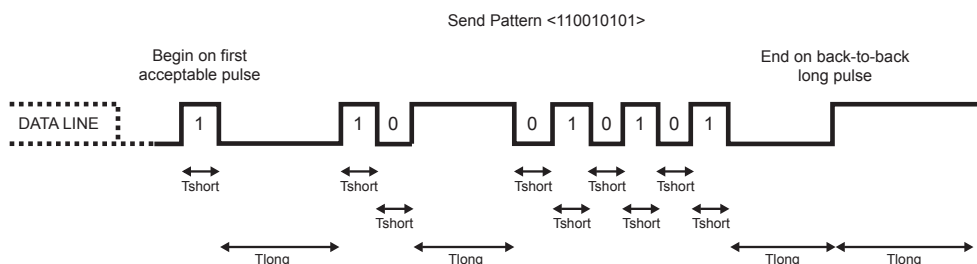 Send Pattern <110010101>
Begin on first
acceptable pulse
End on back-to-back
long pulse
DATA LINE
1
1
0
0
1
0
1
0
1
Tshort
Tshort
Tshort
Tshort
Tshort
Tshort
Tshort
Tshort
Tshort
Tlong
Tlong
Tlong
Tlong